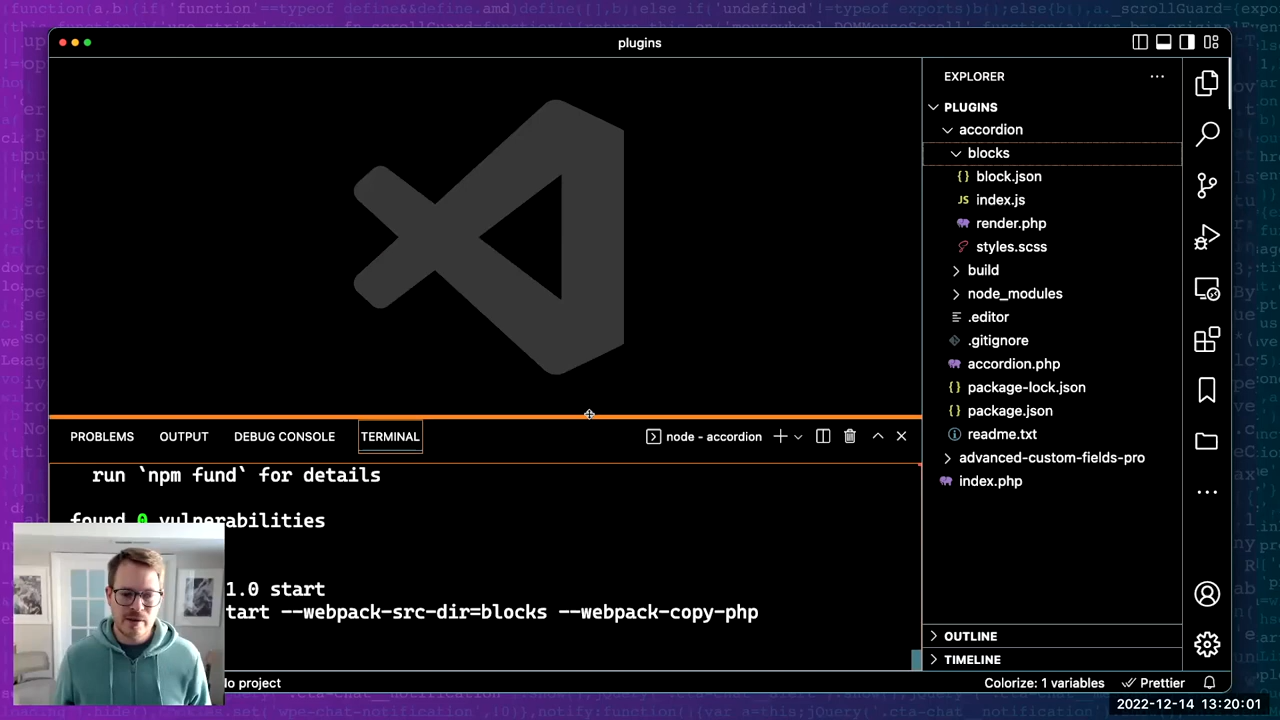 plugins
EXPLORER
PLUGINS
accordion
blocks
block.json
index.js
render.php
styles.scss
build
node_modules
.editor
.gitignore
accordion.php
package-lock.json
package.json
readme.txt
advanced-custom-fields-pro
index.php
PROBLEMS OUTPUT DEBUG CONSOLE TERMINAL node - accordion
run `npm fund` for details
found 0 vulnerabilities
1.0 start
tart --webpack-src-dir=blocks --webpack-copy-php
OUTLINE
TIMELINE
o project Colorize: 1 variables Prettier
2022-12-14 13:20:01